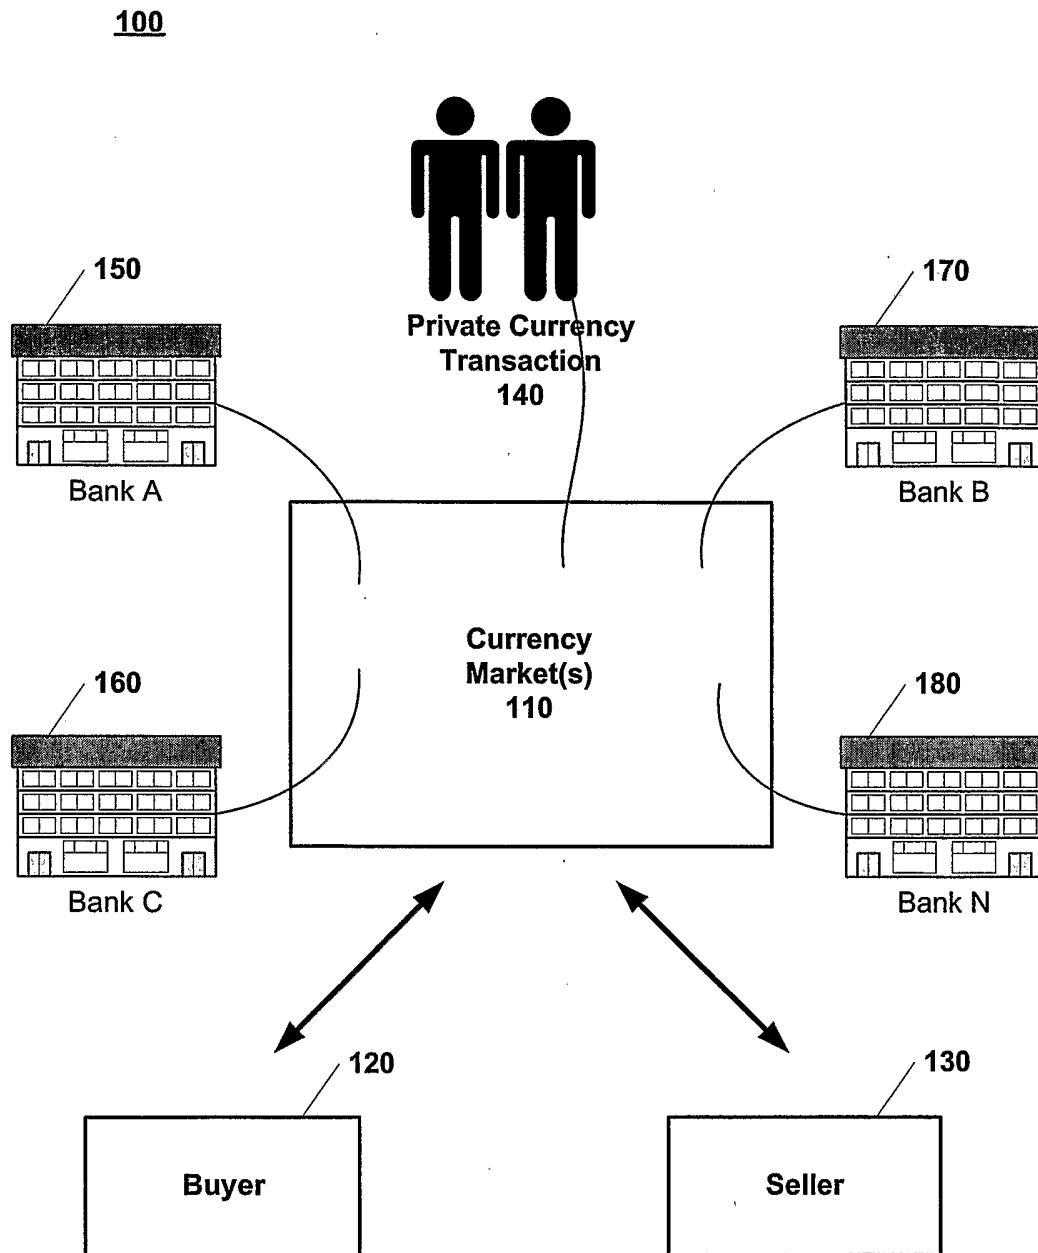 100
150
170
Private Currency
Transaction
140
Bank A
Bank B
Currency
Market(s)
110
160
180
Bank C
Bank N
120
130
Buyer
Seller